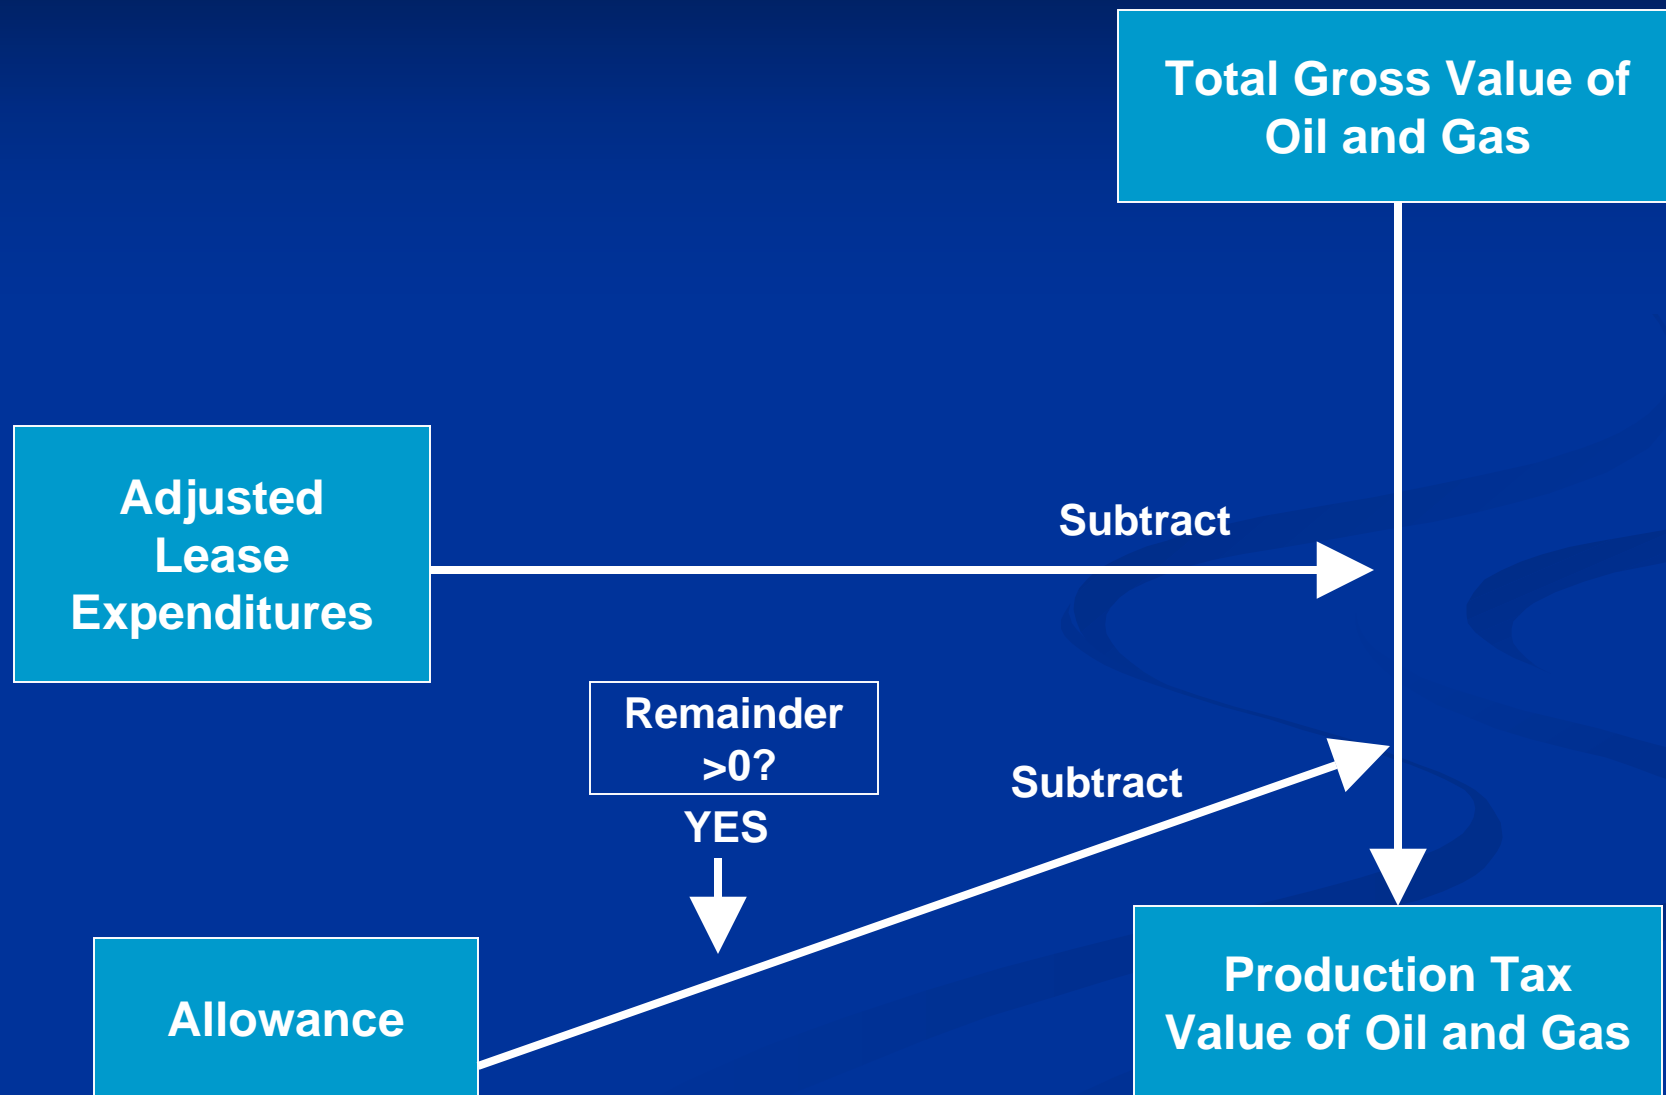 Total Gross Value of
Oil and Gas
Adjusted
Lease
Expenditures
Subtract
Remainder
>0?
YES
Subtract
Allowance
Production Tax
Value of Oil and Gas